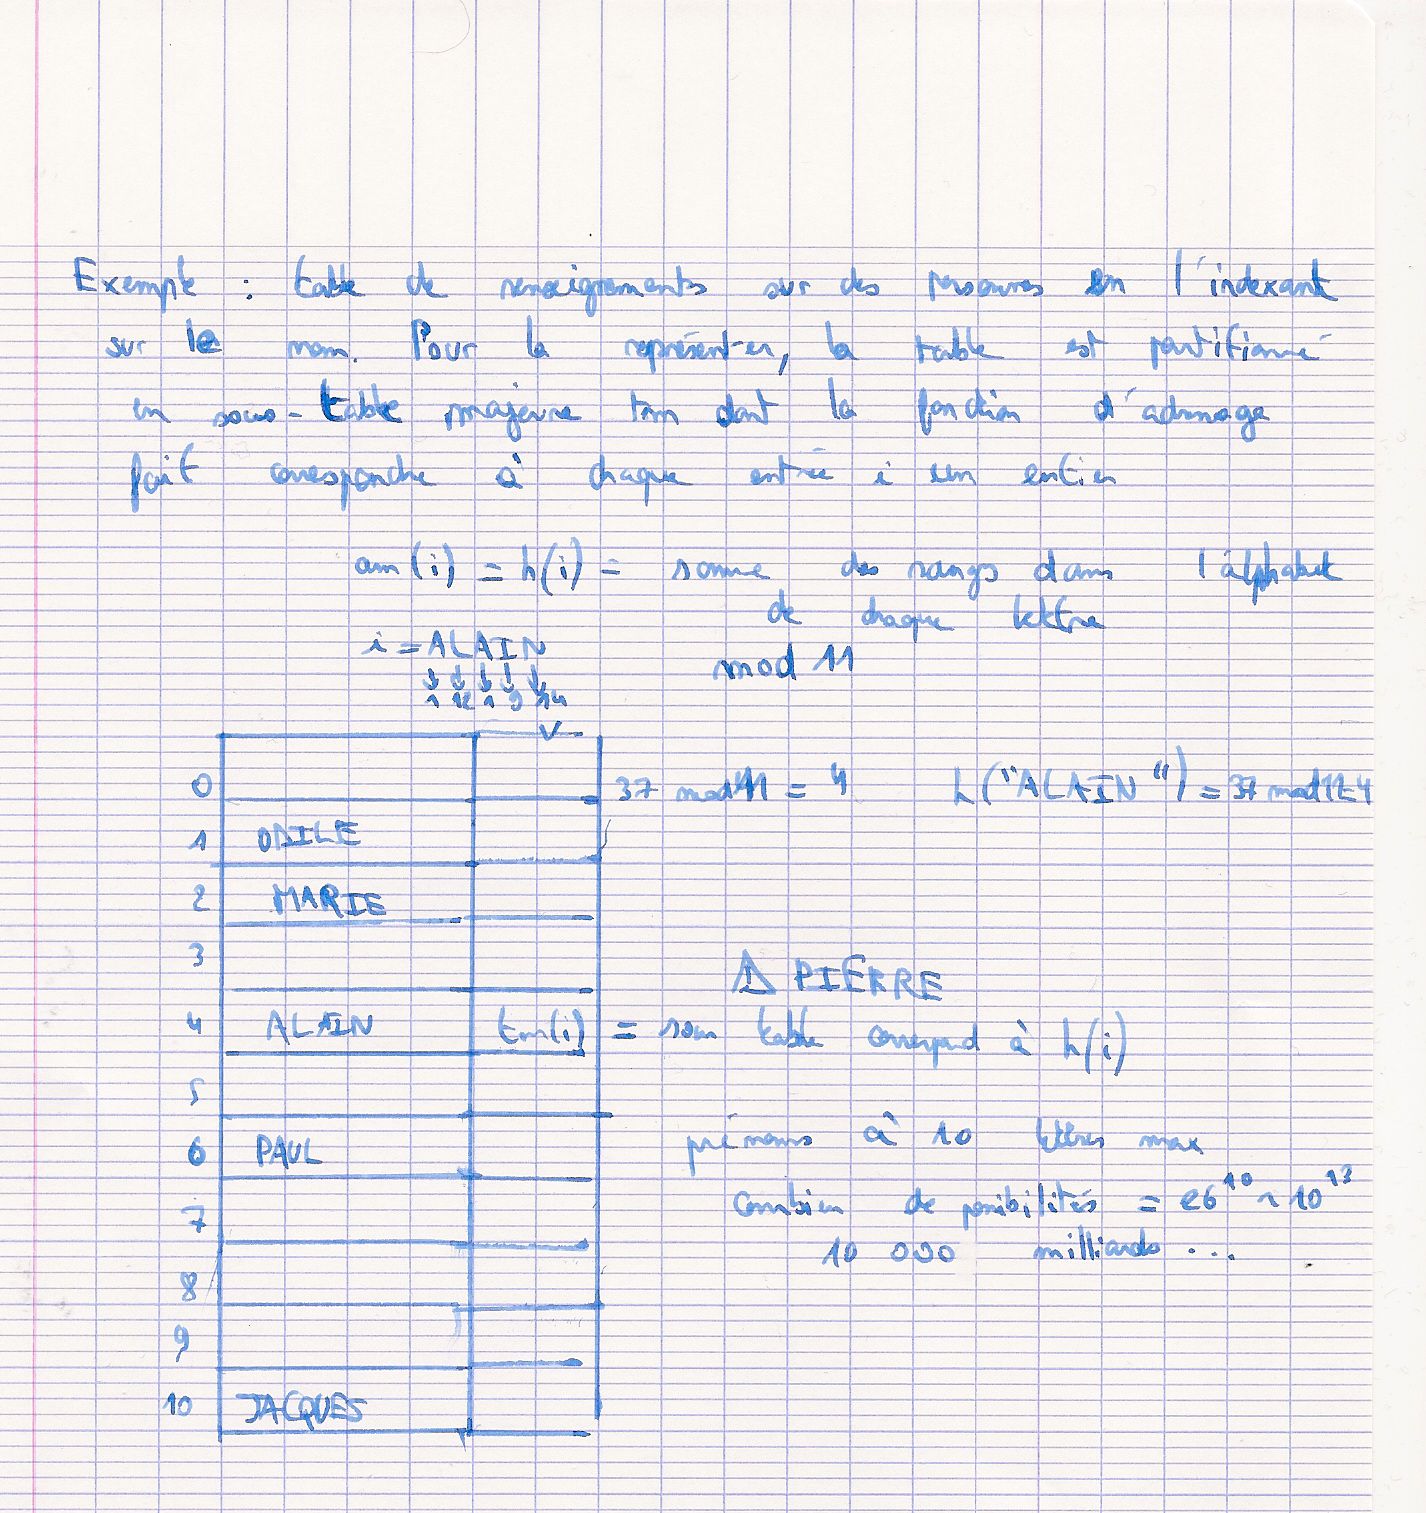 Exemple : table de renseignements sur des personnes en l'indexant
sur le nom. Pour la représenter, la table est partitionné
en sous-table majeure tm dont la fonction d'adressage
fait correspondre à chaque entrée i un entier
am(i) = h(i) = somme des rangs dans l'alphabet
de chaque lettre
i = ALAIN
mod 11
↓ ↓ ↓ ↓ ↓
1 12 1 9 14
V
0 37 mod 11 = 4 h("ALAIN") = 37 mod 11=4
1 ODILE
2 MARIE
3
⚠ PIERRE
4 ALAIN tm(i) = sous table correspond à h(i)
5
prénoms à 10 lettres max
6 PAUL
combien de possibilités = 26^10 ~ 10^13
7
10 000 milliards ...
8
9
10 JACQUES